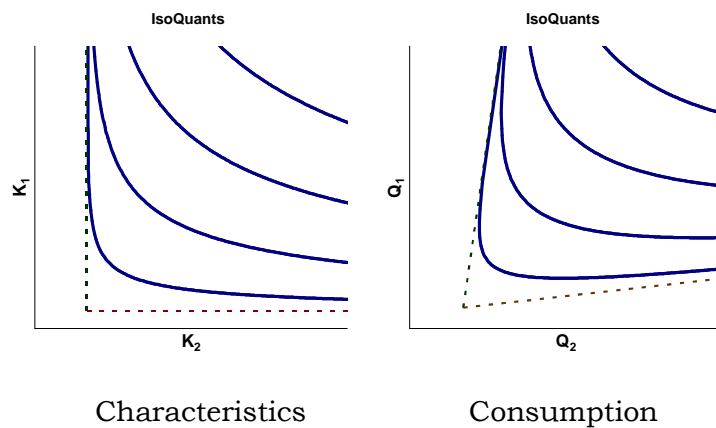 IsoQuants
K₁
K₂
Characteristics
IsoQuants
Q₁
Q₂
Consumption